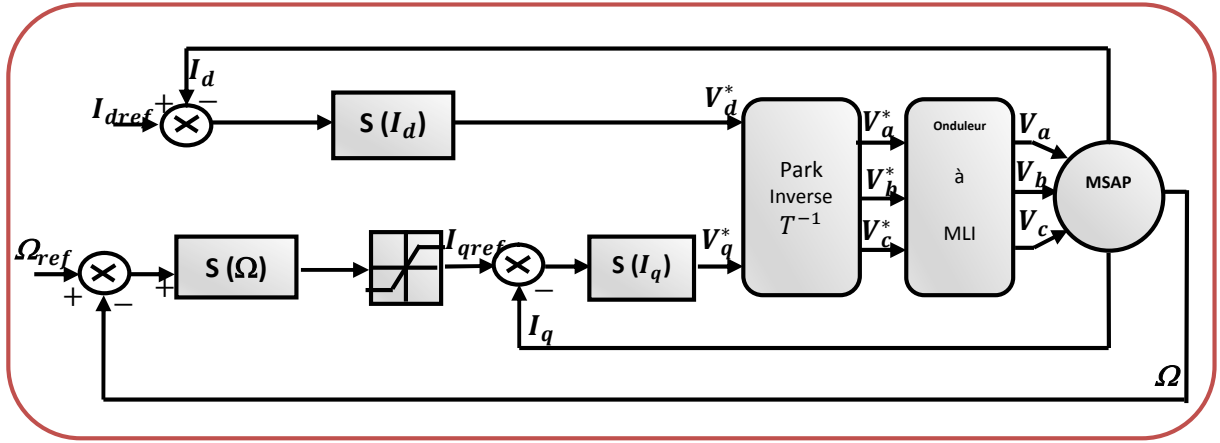 I_d
+ −
I_dref
S (I_d)
V_d^*
Park
Inverse
T^{-1}
V_a^*
V_b^*
V_c^*
Onduleur
à
MLI
V_a
V_b
V_c
MSAP
Ω_ref
+
−
+
S (Ω)
I_qref
−
I_q
S (I_q)
V_q^*
Ω